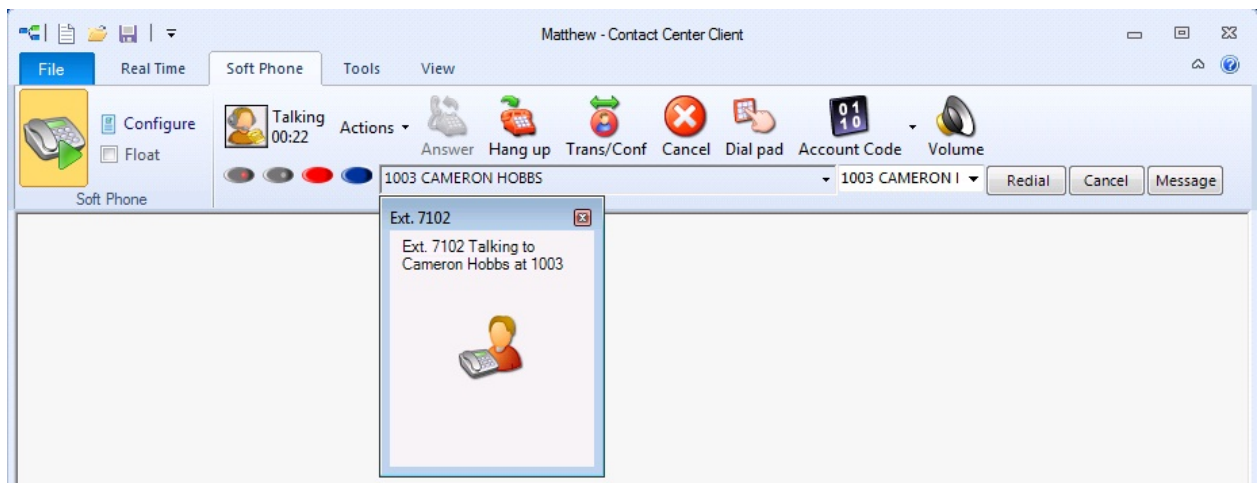 Matthew - Contact Center Client
File Real Time Soft Phone Tools View
Configure
Float
Soft Phone
Talking
00:22
Actions
Answer Hang up Trans/Conf Cancel Dial pad Account Code Volume
01
10
1003 CAMERON HOBBS
1003 CAMERON
Redial Cancel Message
Ext. 7102
Ext. 7102 Talking to
Cameron Hobbs at 1003